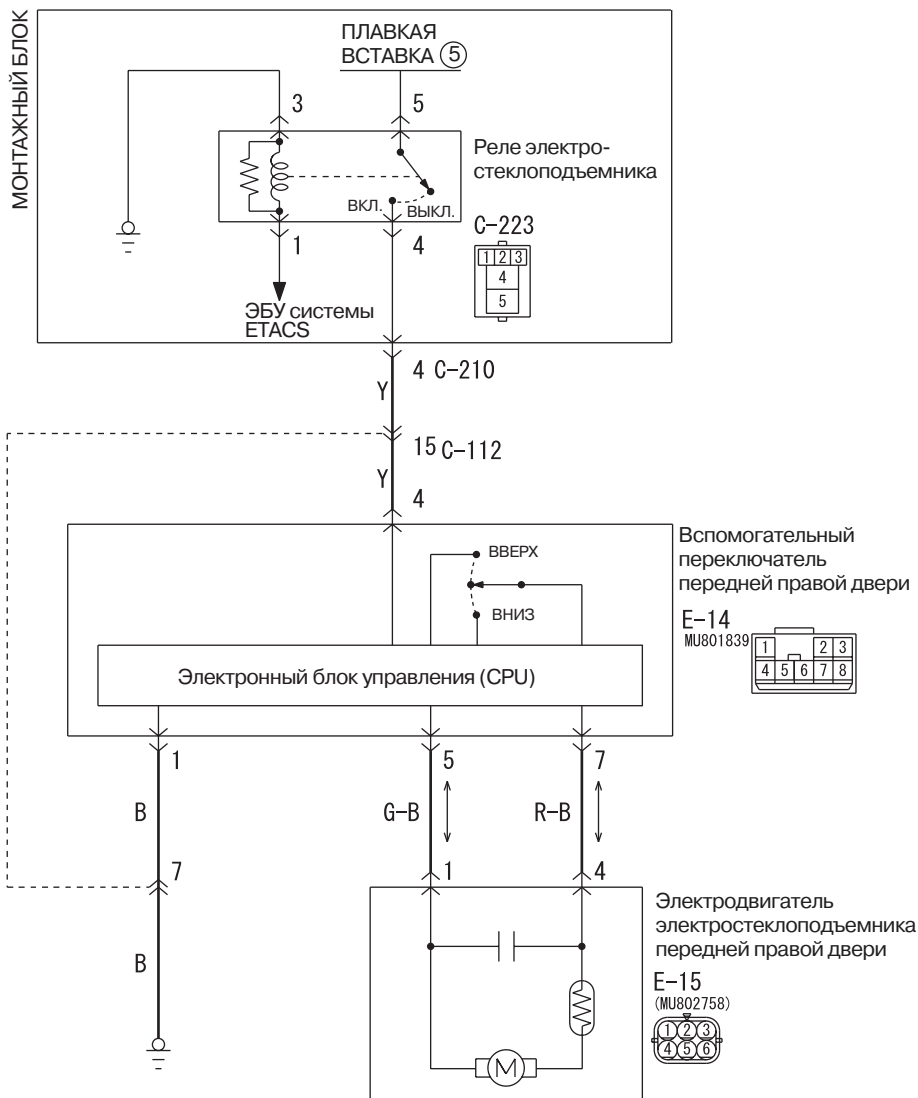 МОНТАЖНЫЙ БЛОК
ПЛАВКАЯ
ВСТАВКА 5
3
5
Реле электро-
стеклоподъемника
ВКЛ.
ВЫКЛ.
1
4
C-223
1 2 3
4
5
ЭБУ системы
ETACS
4 C-210
Y
15 C-112
Y
4
Вспомогательный
переключатель
передней правой двери
ВВЕРХ
ВНИЗ
E-14
MU801839
1 2 3
4 5 6 7 8
Электронный блок управления (CPU)
1
5
7
B
G-B
R-B
7
1
4
Электродвигатель
электростеклоподъемника
передней правой двери
B
E-15
(MU802758)
1 2 3
4 5 6
M